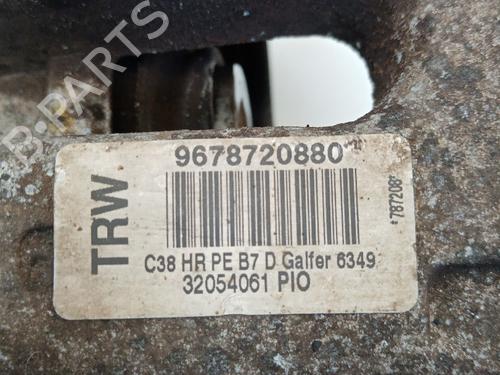 B-PARTS
TRW
9678720880
C38 HR PE B7 D Galfer 6349
32054061 PIO